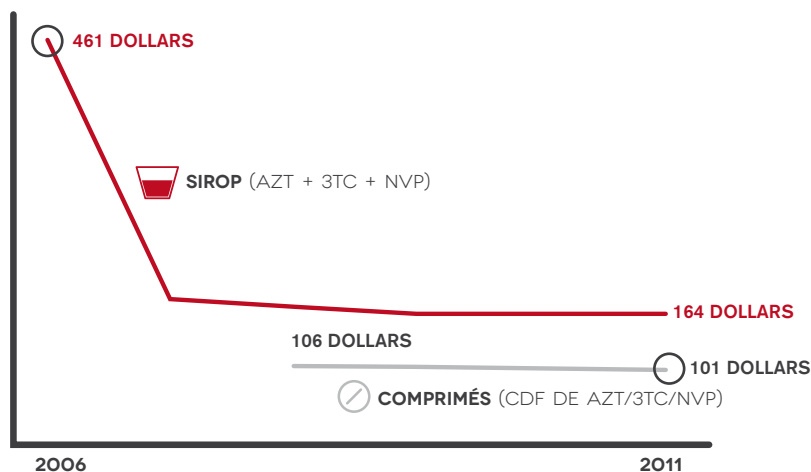 461 DOLLARS
SIROP (AZT + 3TC + NVP)
164 DOLLARS
106 DOLLARS
101 DOLLARS
COMPRIMÉS (CDF DE AZT/3TC/NVP)
2006
2011